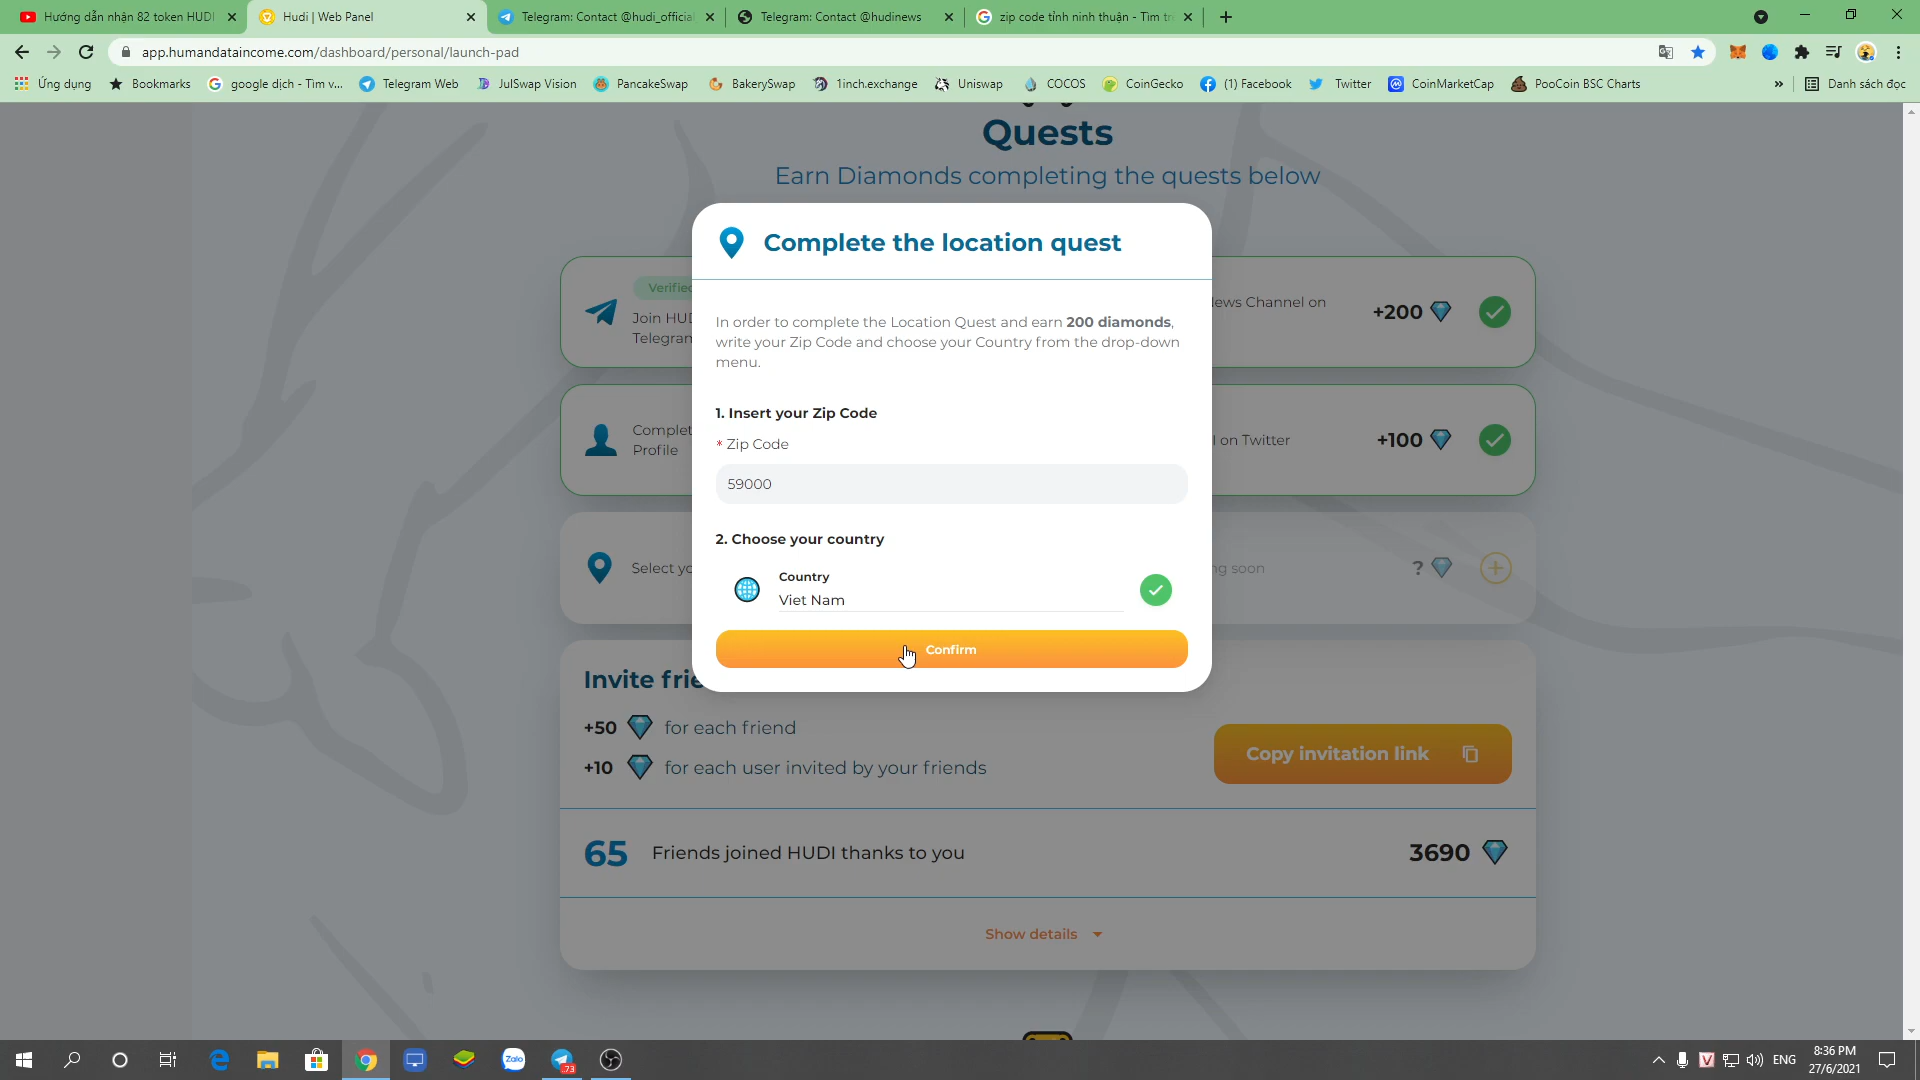 Hướng dẫn nhận 82 token HUDI
Hudi | Web Panel
Telegram: Contact @hudi_official
Telegram: Contact @hudinews
zip code tỉnh ninh thuận - Tìm tr
app.humandataincome.com/dashboard/personal/launch-pad
Ứng dụng
Bookmarks
google dịch - Tìm v...
Telegram Web
JulSwap Vision
PancakeSwap
BakerySwap
1inch.exchange
Uniswap
COCOS
CoinGecko
(1) Facebook
Twitter
CoinMarketCap
PooCoin BSC Charts
»
Danh sách đọc
Quests
Earn Diamonds completing the quests below
Complete the location quest
In order to complete the Location Quest and earn 200 diamonds,
write your Zip Code and choose your Country from the drop-down
menu.
1. Insert your Zip Code
* Zip Code
59000
2. Choose your country
Country
Viet Nam
Confirm
Verified
Join HUD
Telegram
News Channel on
+200
Complet
Profile
l on Twitter
+100
Select yo
ng soon
?
Invite frie
+50 for each friend
+10 for each user invited by your friends
Copy invitation link
65 Friends joined HUDI thanks to you
3690
Show details
Zalo
73
V
ENG
8:36 PM
27/6/2021